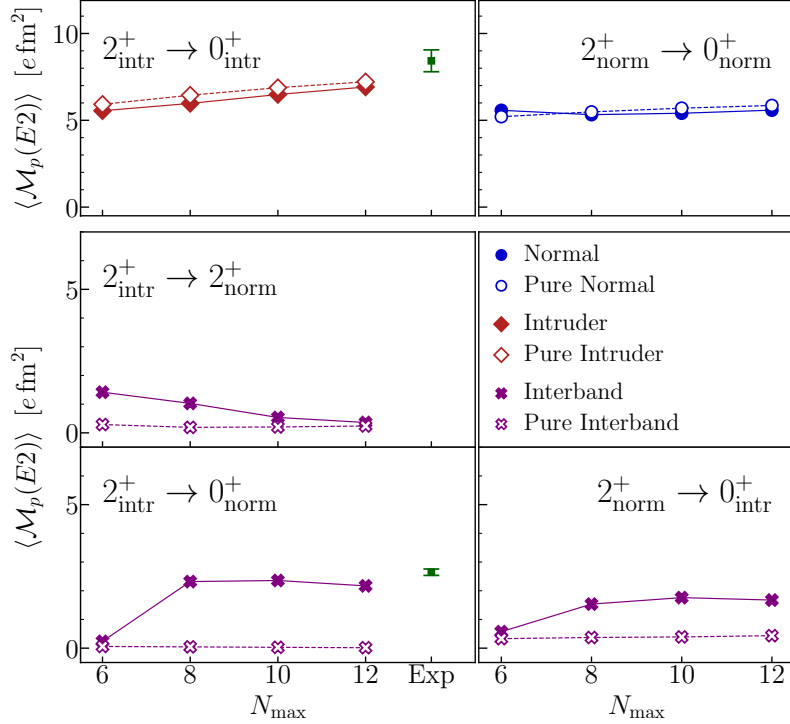 ⟨ℳₚ(E2)⟩ [e fm²]
10
5
0
2⁺intr → 0⁺intr
2⁺norm → 0⁺norm
⟨ℳₚ(E2)⟩ [e fm²]
5
0
2⁺intr → 2⁺norm
Normal
Pure Normal
Intruder
Pure Intruder
Interband
Pure Interband
5
0
2⁺intr → 0⁺norm
2⁺norm → 0⁺intr
6 8 10 12 Exp
6 8 10 12
Nmax
Nmax